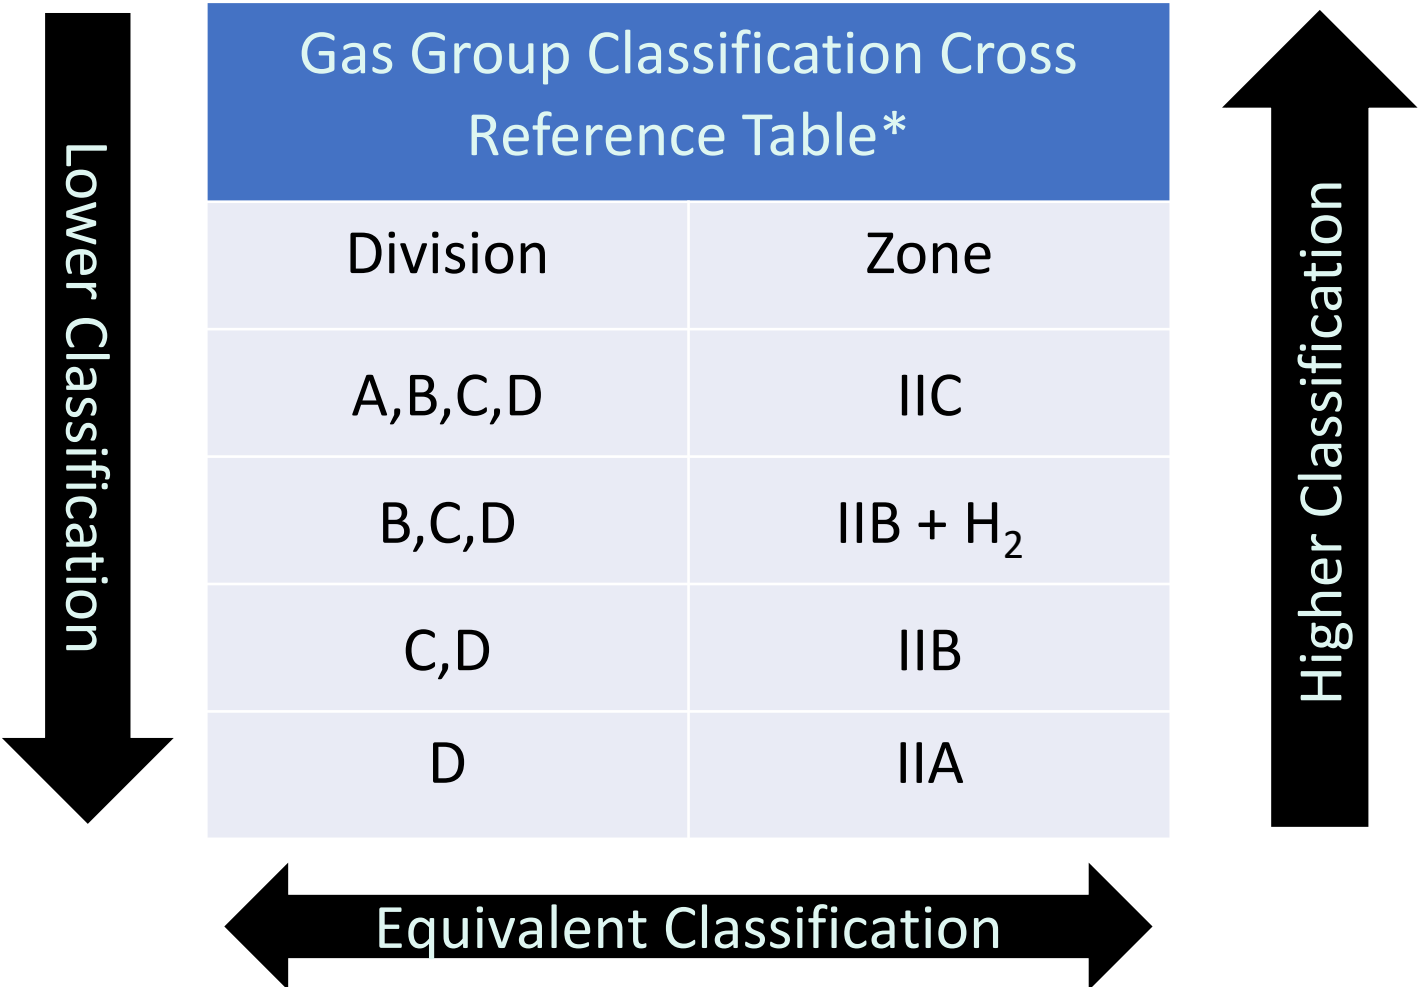 Gas Group Classification Cross
Reference Table*
Lower Classification
Division Zone
A,B,C,D IIC
B,C,D IIB + H₂
C,D IIB
D IIA
Higher Classification
Equivalent Classification